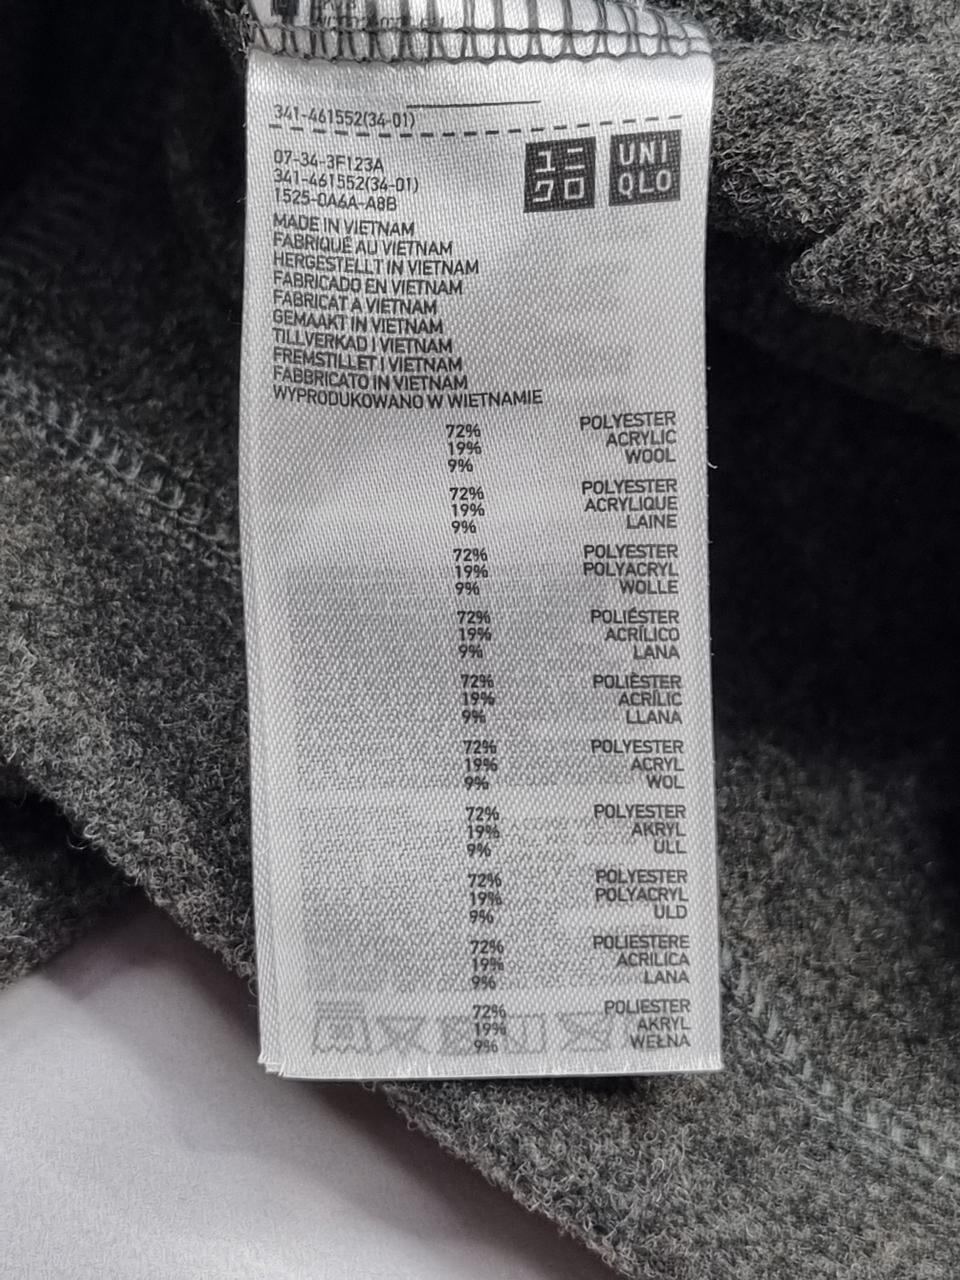 341-461552(34-01)
07-34-3F123A
341-461552(34-01)
1525-0A6A-A8B
ユニ
クロ
UNI
QLO
MADE IN VIETNAM
FABRIQUÉ AU VIETNAM
HERGESTELLT IN VIETNAM
FABRICADO EN VIETNAM
FABRICAT A VIETNAM
GEMAAKT IN VIETNAM
TILLVERKAD I VIETNAM
FREMSTILLET I VIETNAM
FABBRICATO IN VIETNAM
WYPRODUKOWANO W WIETNAMIE
72% POLYESTER
19% ACRYLIC
9% WOOL
72% POLYESTER
19% ACRYLIQUE
9% LAINE
72% POLYESTER
19% POLYACRYL
9% WOLLE
72% POLIÉSTER
19% ACRÍLICO
9% LANA
72% POLIÈSTER
19% ACRÍLIC
9% LLANA
72% POLYESTER
19% ACRYL
9% WOL
72% POLYESTER
19% AKRYL
9% ULL
72% POLYESTER
19% POLYACRYL
9% ULD
72% POLIESTERE
19% ACRILICA
9% LANA
72% POLIESTER
19% AKRYL
9% WEŁNA